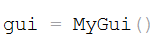 gui = MyGui()